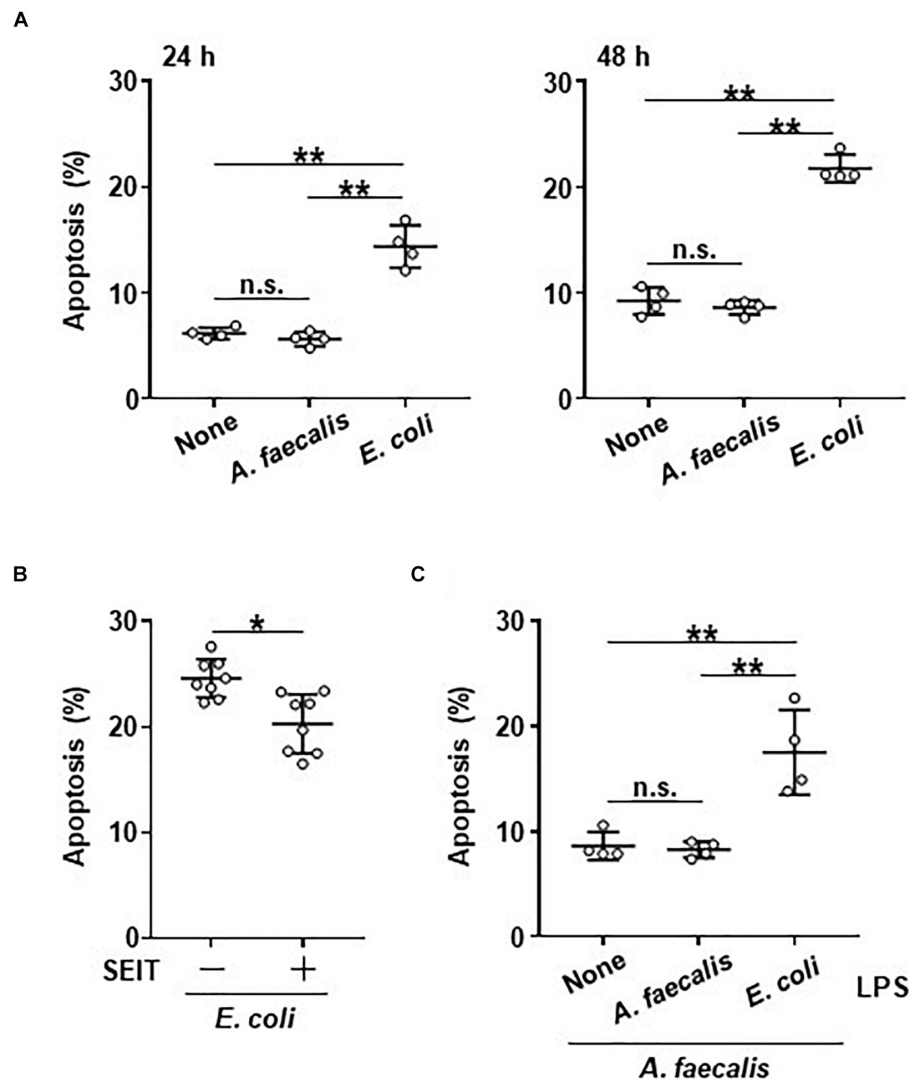 A
24 h
48 h
30
**
**
20
n.s.
10
0
Apoptosis (%)
None
A. faecalis
E. coli
30
**
**
20
n.s.
10
0
None
A. faecalis
E. coli
B
C
30
*
20
10
0
Apoptosis (%)
SEIT − +
E. coli
30
**
**
20
n.s.
10
0
Apoptosis (%)
None
A. faecalis
E. coli
LPS
A. faecalis